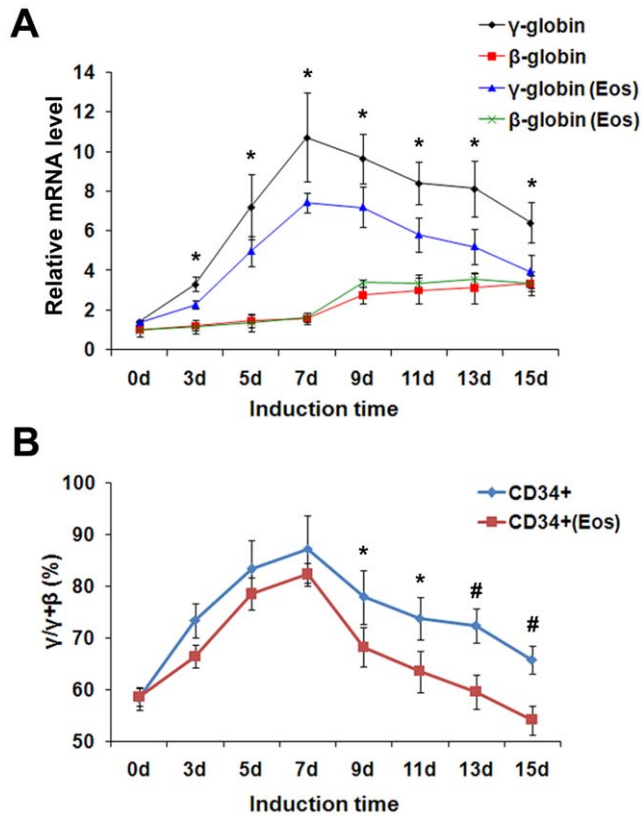 A
γ-globin
β-globin
γ-globin (Eos)
β-globin (Eos)
Relative mRNA level
14
12
10
8
6
4
2
0
* * * * * * *
0d 3d 5d 7d 9d 11d 13d 15d
Induction time
B
CD34+
CD34+(Eos)
γ/γ+β (%)
100
90
80
70
60
50
* * # #
0d 3d 5d 7d 9d 11d 13d 15d
Induction time